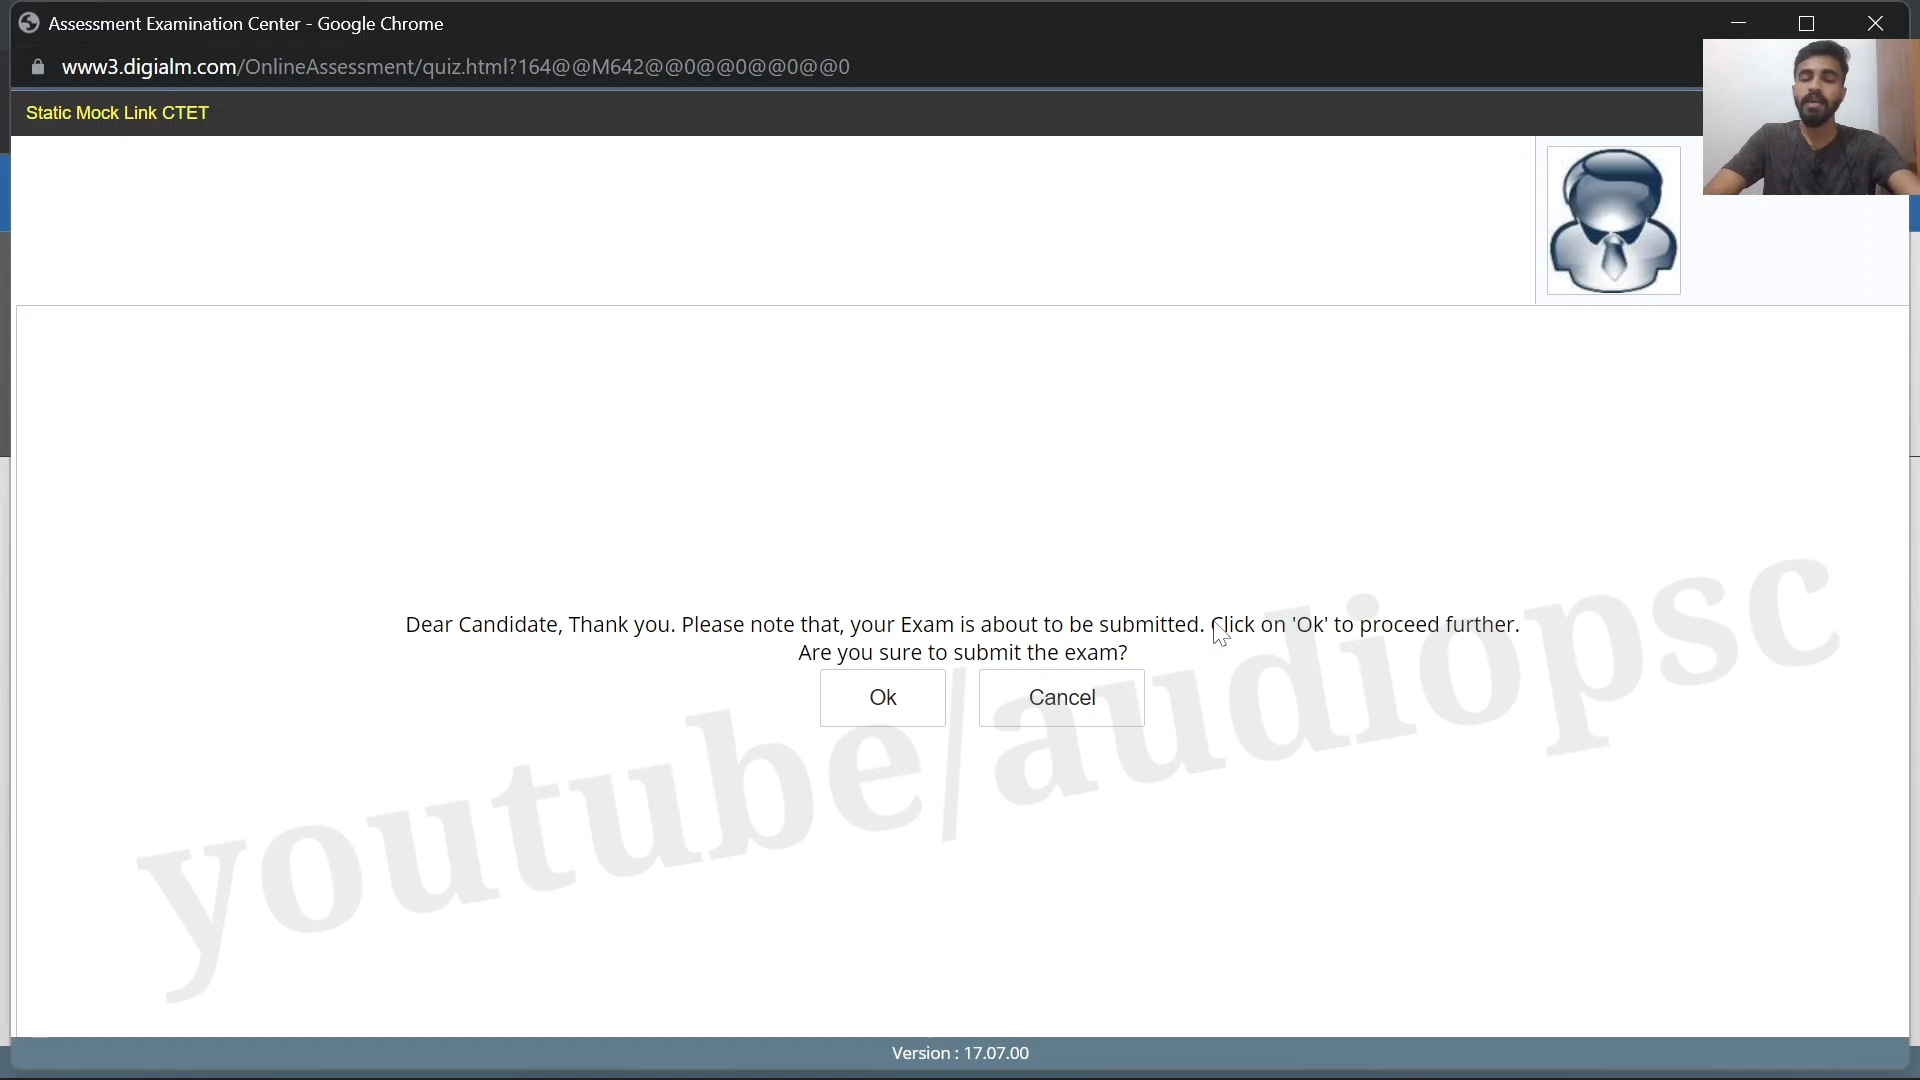 Assessment Examination Center - Google Chrome
www3.digialm.com/OnlineAssessment/quiz.html?164@@M642@@0@@0@@0@@0
Static Mock Link CTET
Dear Candidate, Thank you. Please note that, your Exam is about to be submitted. Click on 'Ok' to proceed further.
Are you sure to submit the exam?
Ok Cancel
youtube/audiopsc
Version : 17.07.00